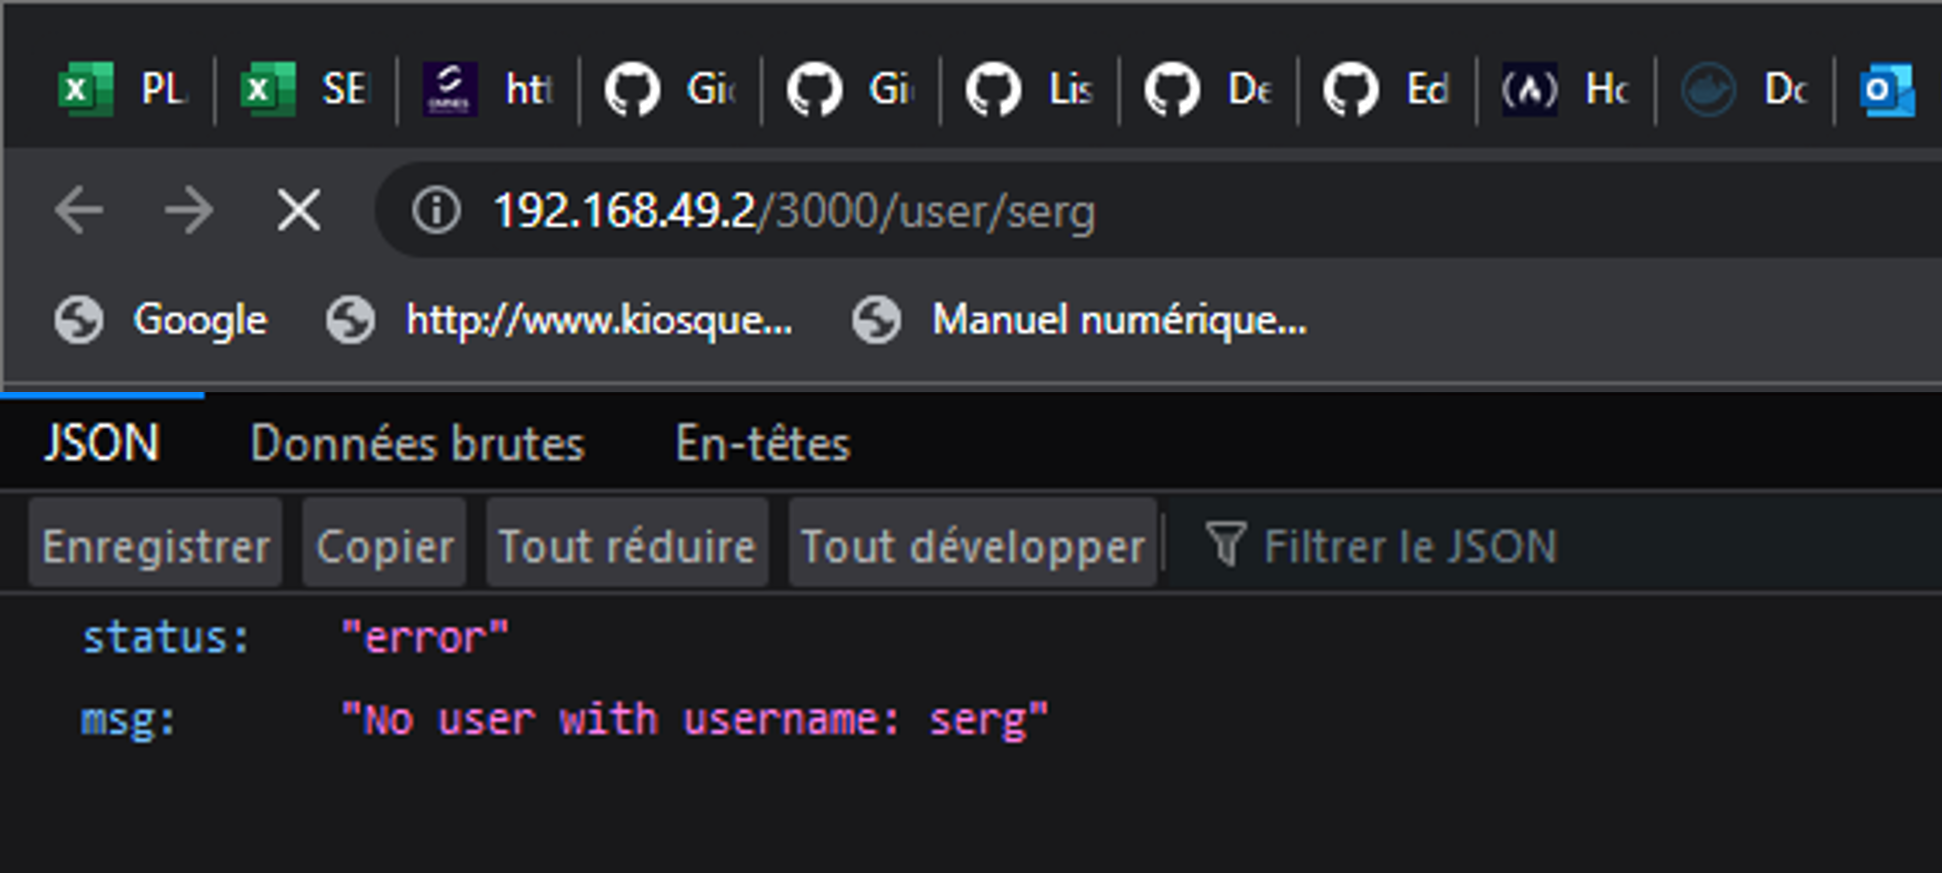 PL SE htt Gi Gi Lis De Ed Hc Dc
192.168.49.2/3000/user/serg
Google http://www.kiosque... Manuel numérique...
JSON Données brutes En-têtes
Enregistrer Copier Tout réduire Tout développer Filtrer le JSON
status: "error"
msg: "No user with username: serg"